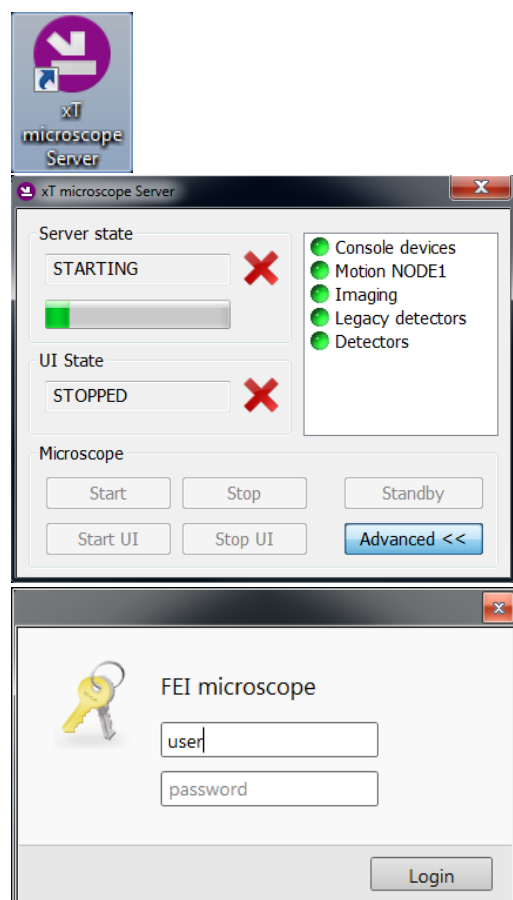 xT
microscope
Server
xT microscope Server
Server state
STARTING
Console devices
Motion NODE1
Imaging
Legacy detectors
Detectors
UI State
STOPPED
Microscope
Start
Stop
Standby
Start UI
Stop UI
Advanced <<
FEI microscope
user
password
Login